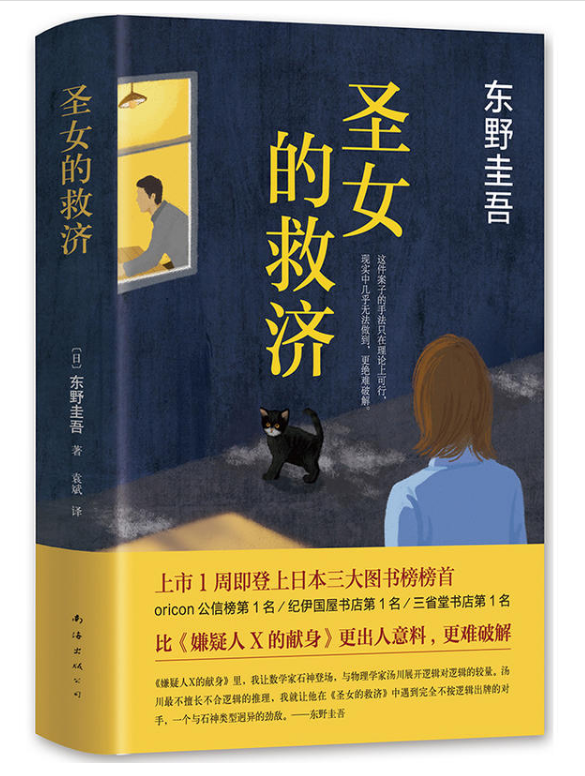 圣女的救济
［日］东野圭吾 著 袁斌 译
南海出版公司
东野圭吾
圣女
的救济
这件案子的手法只在理论上可行，
现实中几乎无法做到，更绝难破解。
上市1周即登上日本三大图书榜榜首
oricon 公信榜第1名/纪伊国屋书店第1名/三省堂书店第1名
比《嫌疑人X的献身》更出人意料，更难破解
《嫌疑人X的献身》里，我让数学家石神登场，与物理学家汤川展开逻辑对逻辑的较量。汤
川最不擅长不合逻辑的推理，我就让他在《圣女的救济》中遇到完全不按逻辑出牌的对
手，一个与石神类型迥异的劲敌。——东野圭吾